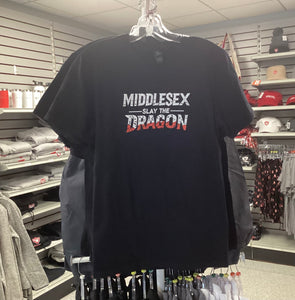 MIDDLESEX
SLAY THE
DRAGON